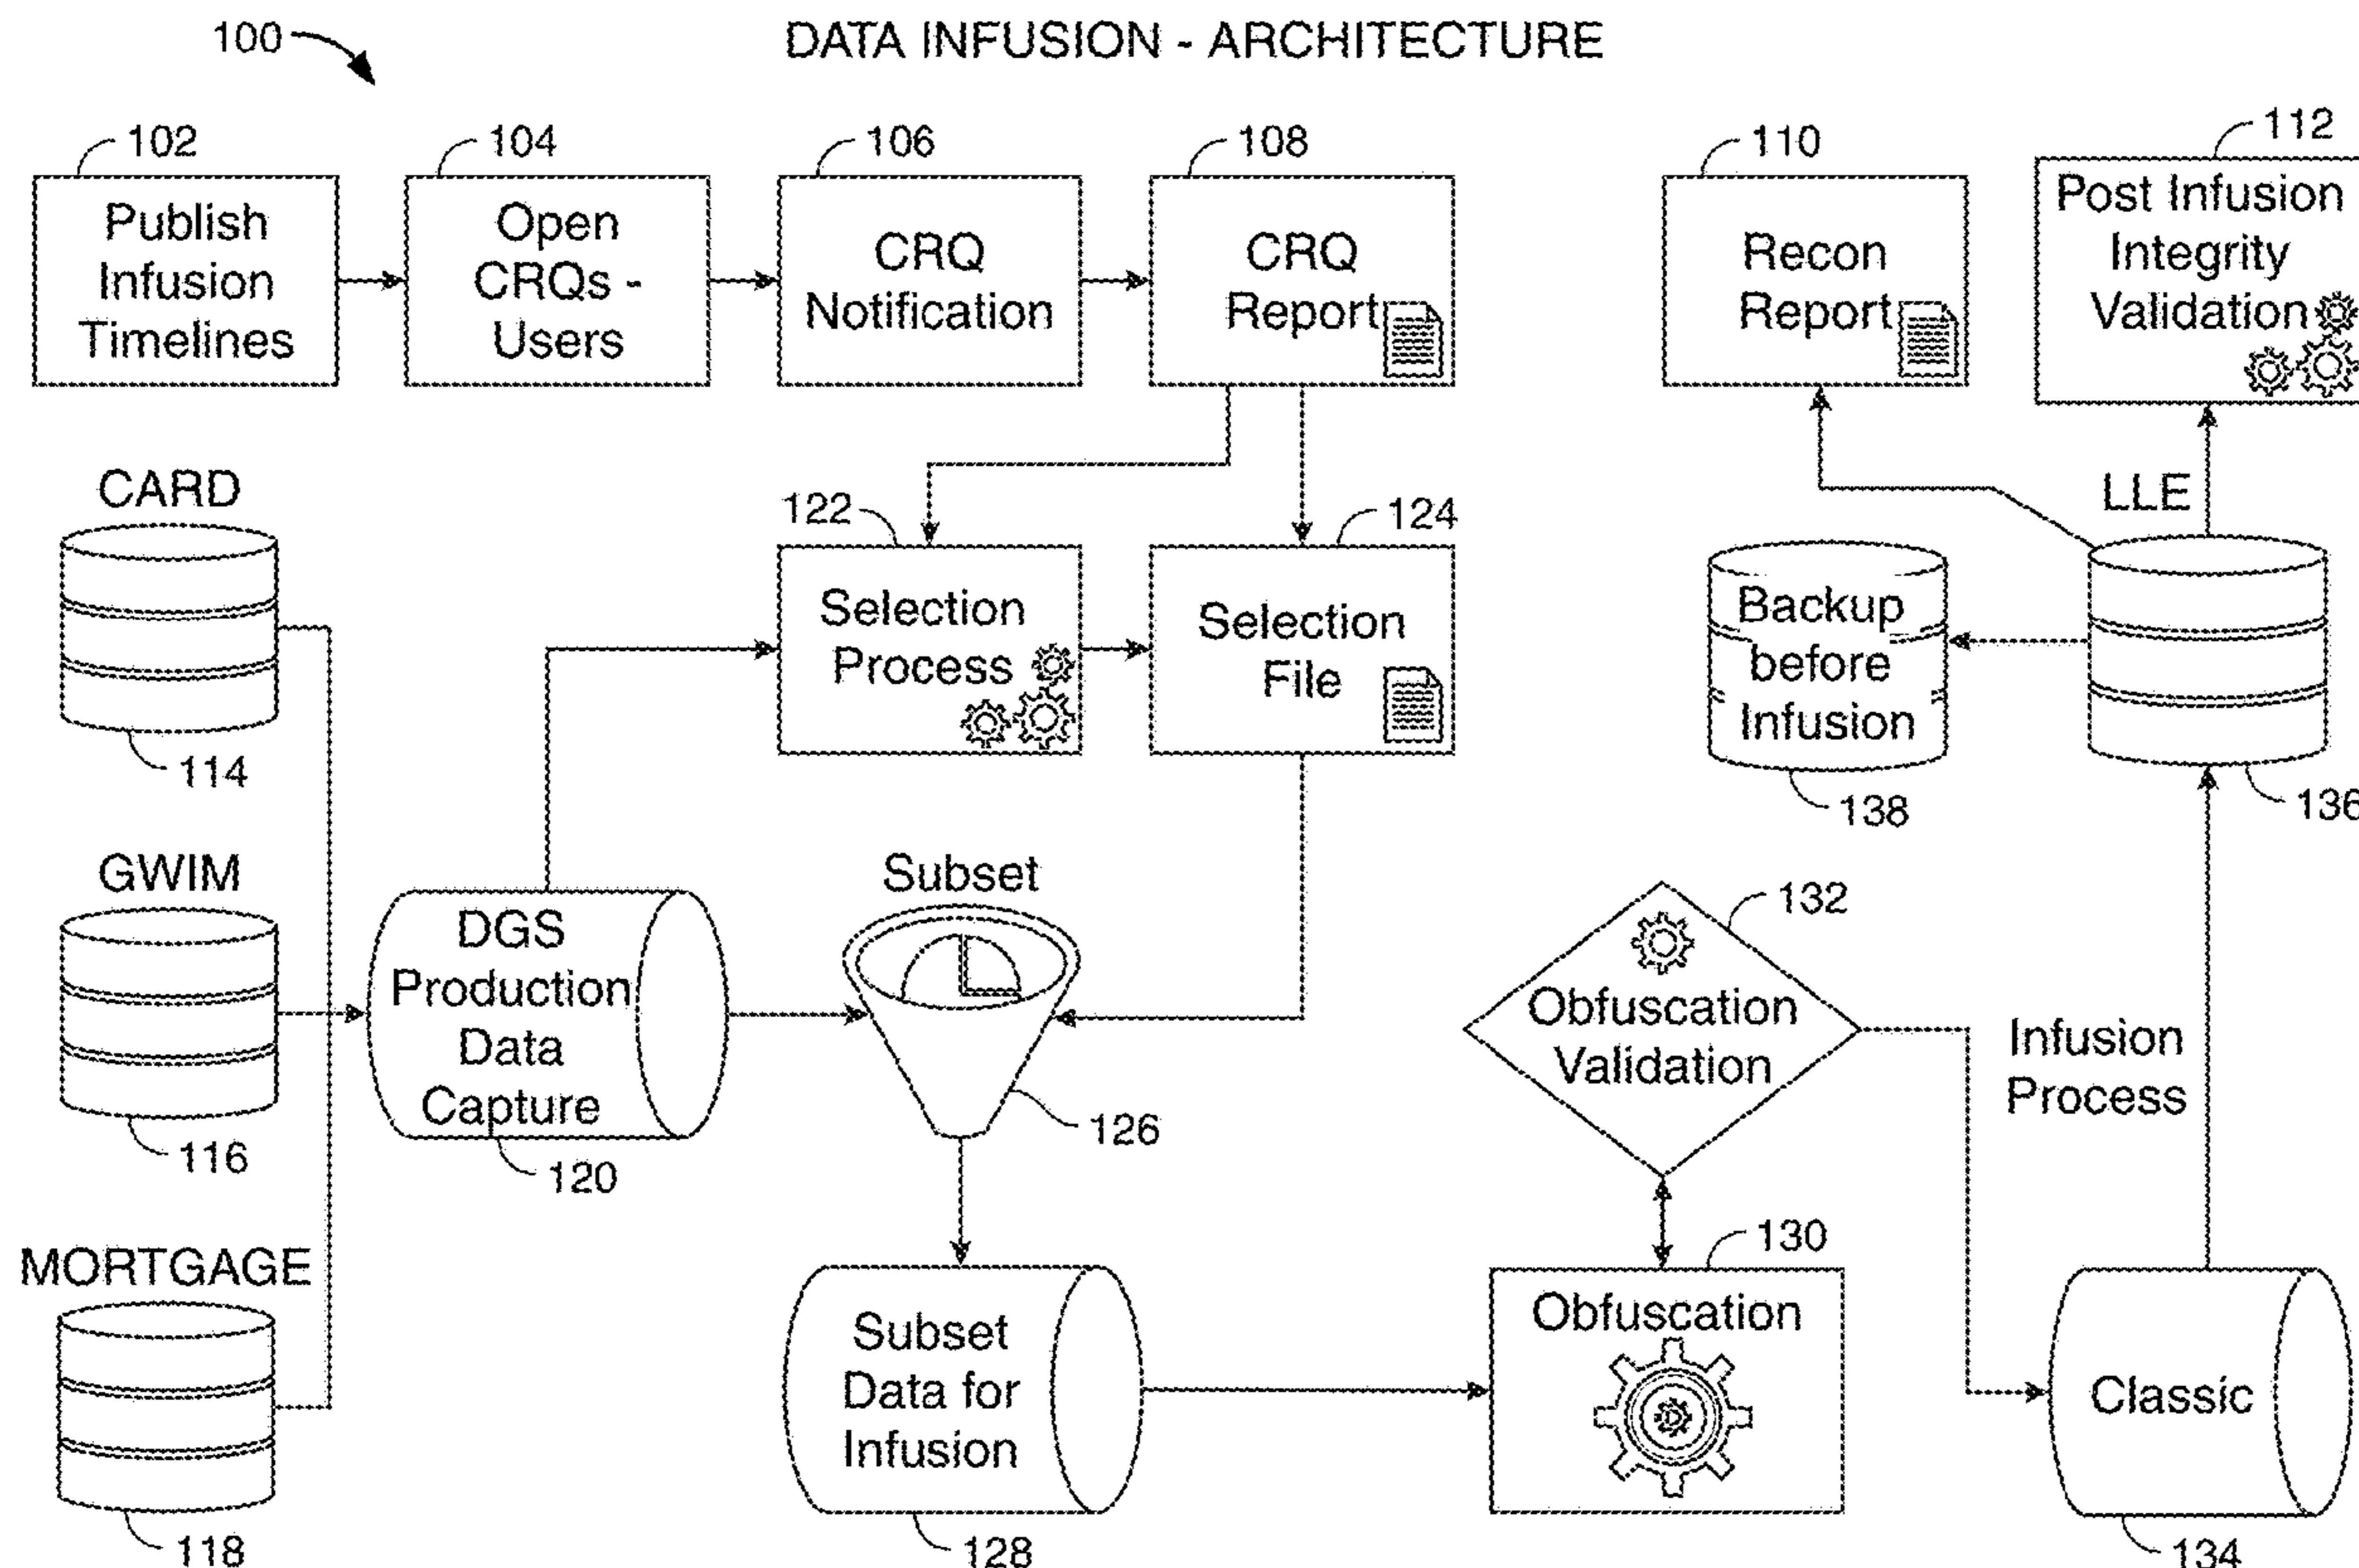 100
DATA INFUSION - ARCHITECTURE
102
104
106
108
110
112
Publish
Infusion
Timelines
Open
CRQs -
Users
CRQ
Notification
CRQ
Report
Recon
Report
Post Infusion
Integrity
Validation
CARD
114
122
Selection
Process
124
Selection
File
LLE
Backup
before
Infusion
138
136
GWIM
116
DGS
Production
Data
Capture
120
Subset
126
132
Obfuscation
Validation
Infusion
Process
MORTGAGE
118
Subset
Data for
Infusion
128
130
Obfuscation
Classic
134